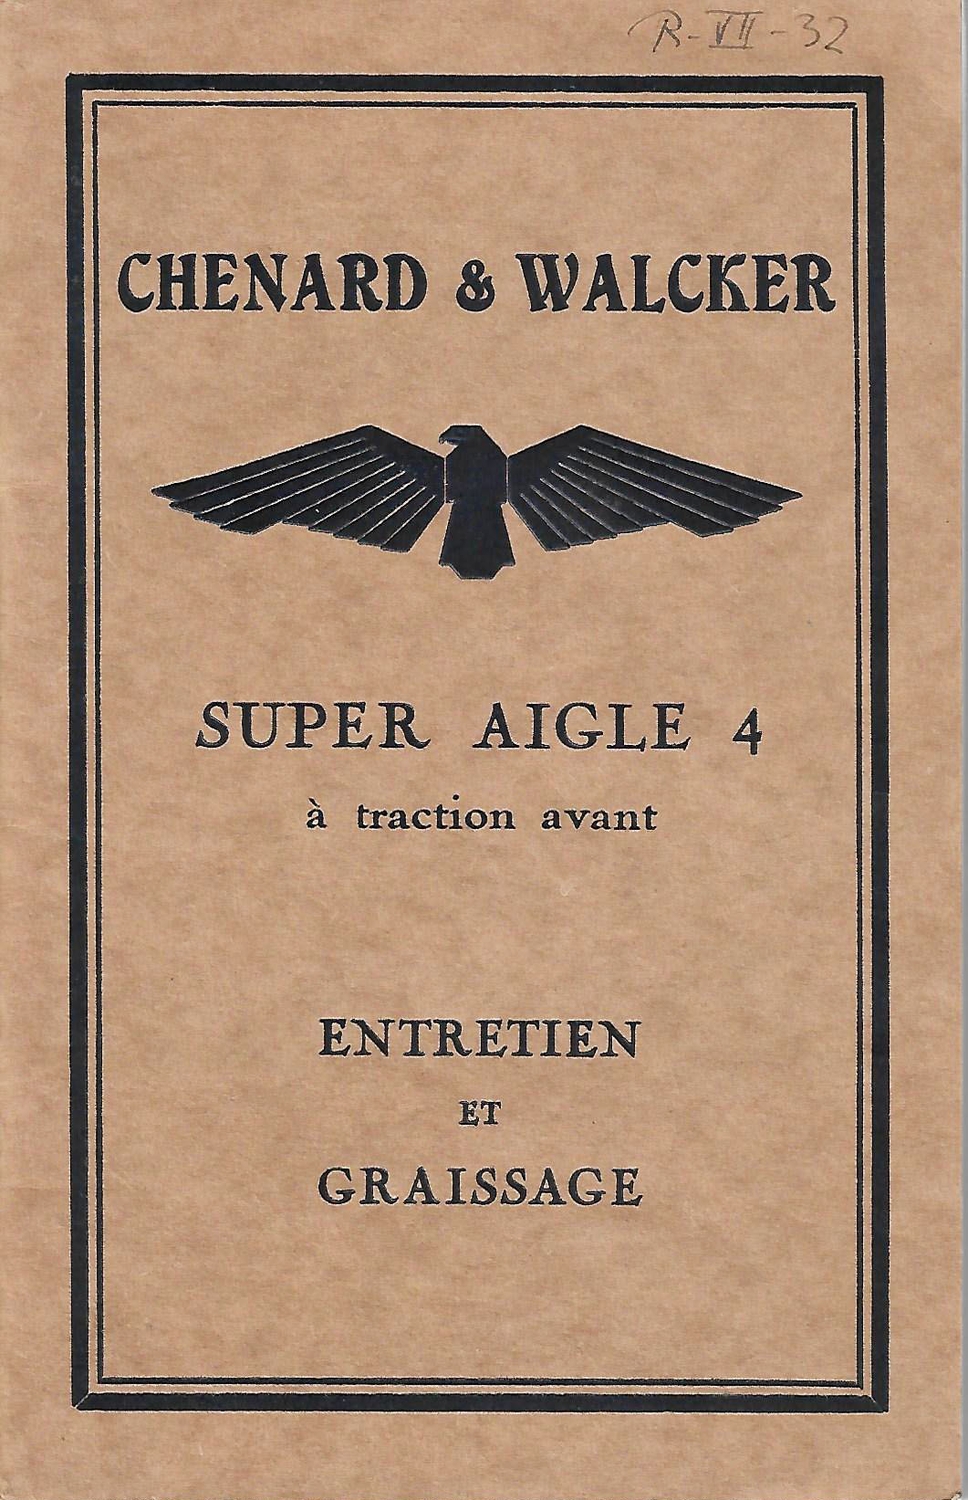 R-VII-32
CHENARD & WALCKER
SUPER AIGLE 4
à traction avant
ENTRETIEN
ET
GRAISSAGE